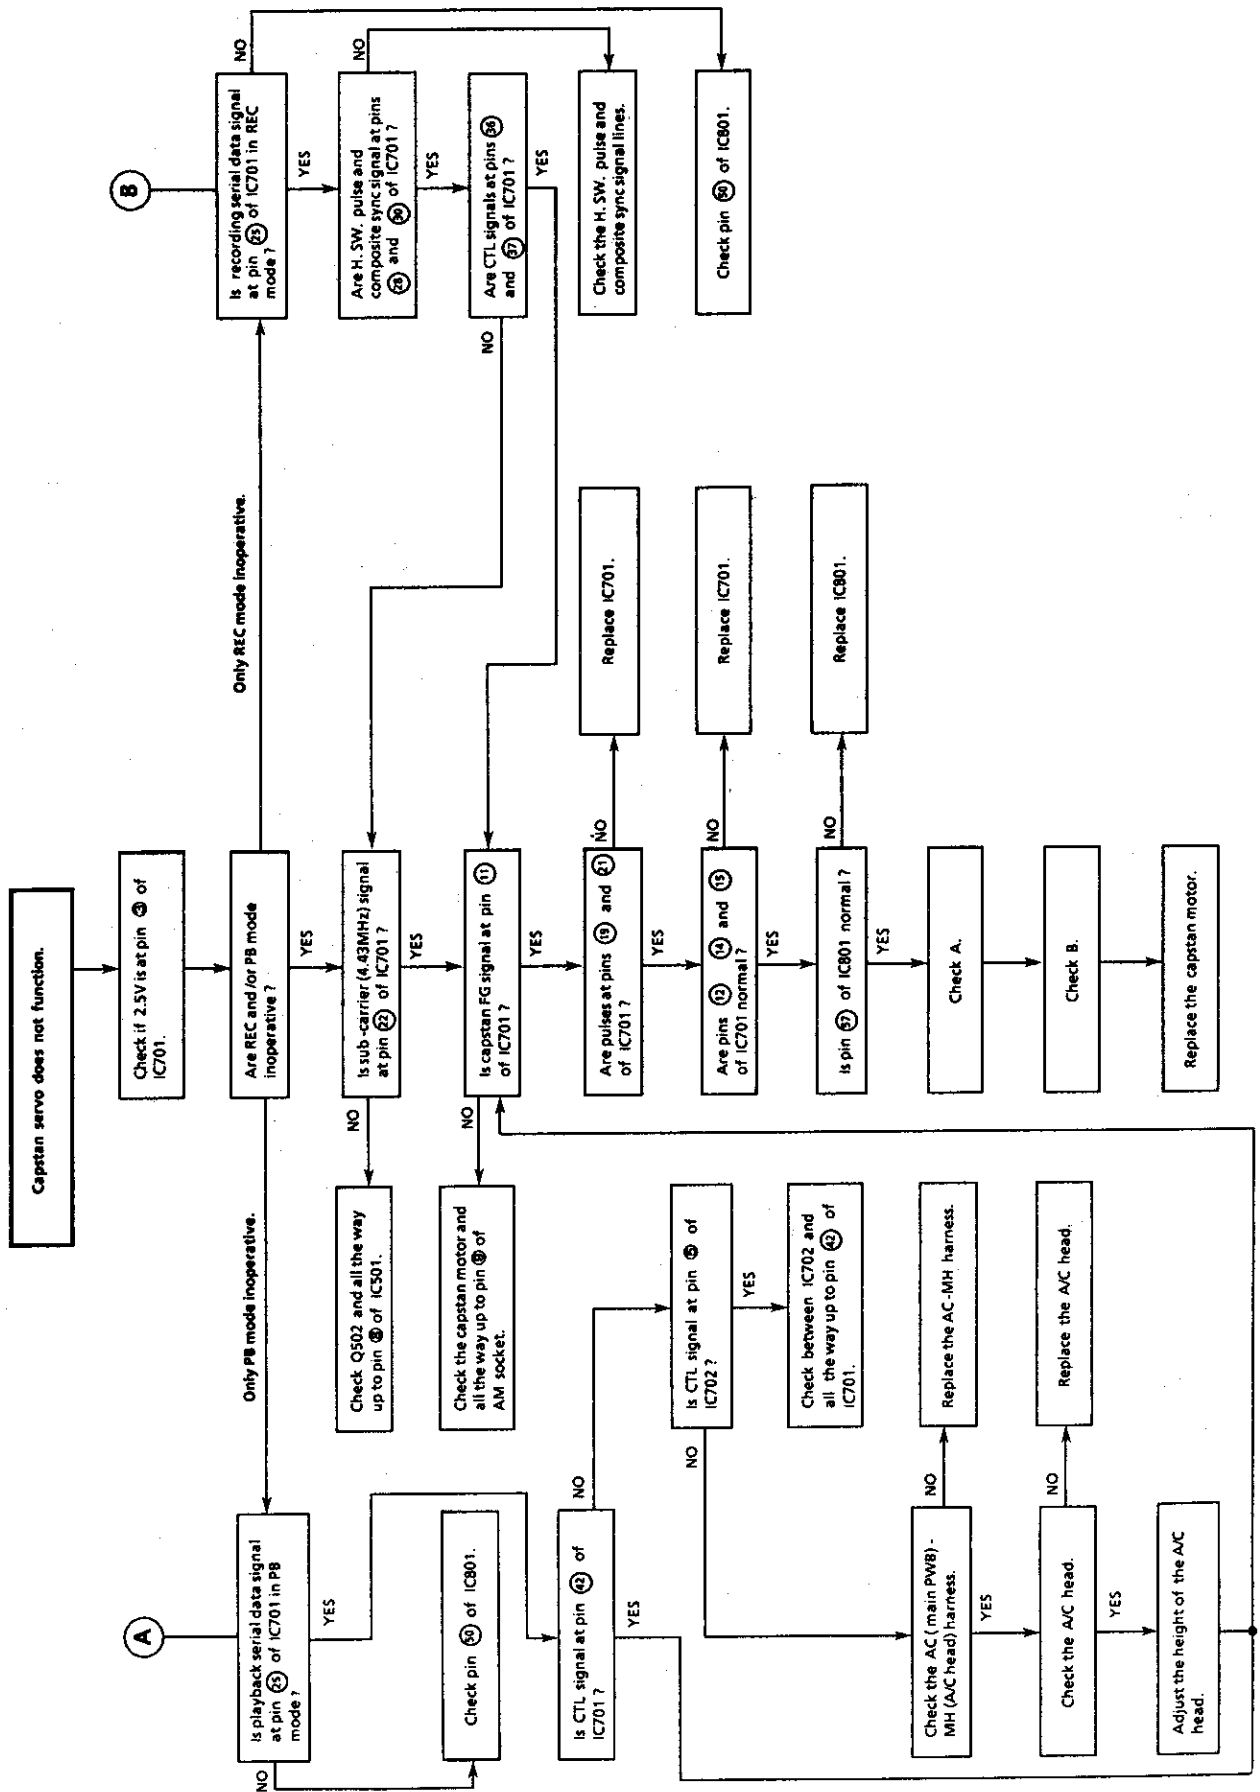 Capstan servo does not function.
Check if 2.5V is at pin ③ of
IC701.
Are REC and /or PB mode
inoperative ?
Only PB mode inoperative.
Only REC mode inoperative.
YES
A
Is playback serial data signal
at pin ㉕ of IC701 in PB
mode ?
NO
YES
Check pin ㊿ of IC801.
Is CTL signal at pin ㊷ of
IC701 ?
NO
YES
Is CTL signal at pin ⑤ of
IC702 ?
NO
YES
Check between IC702 and
all the way up to pin ㊷ of
IC701.
Check the AC ( main PWB) -
MH (A/C head) harness.
NO
YES
Replace the AC -MH harness.
Check the A/C head.
NO
YES
Replace the A/C head.
Adjust the height of the A/C
head.
Is sub -carrier (4.43MHz) signal
at pin ㉒ of IC701 ?
NO
YES
Check Q502 and all the way
up to pin ⑧ of IC501.
Is capstan FG signal at pin ⑪
of IC701 ?
NO
YES
Check the capstan motor and
all the way up to pin ⑨ of
AM socket.
Are pulses at pins ⑲ and ㉑
of IC701 ?
NO
YES
Replace IC701.
Are pins ⑫ ⑭ and ⑮
of IC701 normal ?
NO
YES
Replace IC701.
Is pin 57 of IC801 normal ?
NO
YES
Replace IC801.
Check A.
Check B.
Replace the capstan motor.
B
Is recording serial data signal
at pin ㉕ of IC701 in REC
mode ?
NO
YES
Are H. SW. pulse and
composite sync signal at pins
㉘ and ㉚ of IC701 ?
NO
YES
Are CTL signals at pins ㊱
and ㊲ of IC701 ?
NO
YES
Check the H. SW. pulse and
composite sync signal lines.
Check pin ㊿ of IC801.